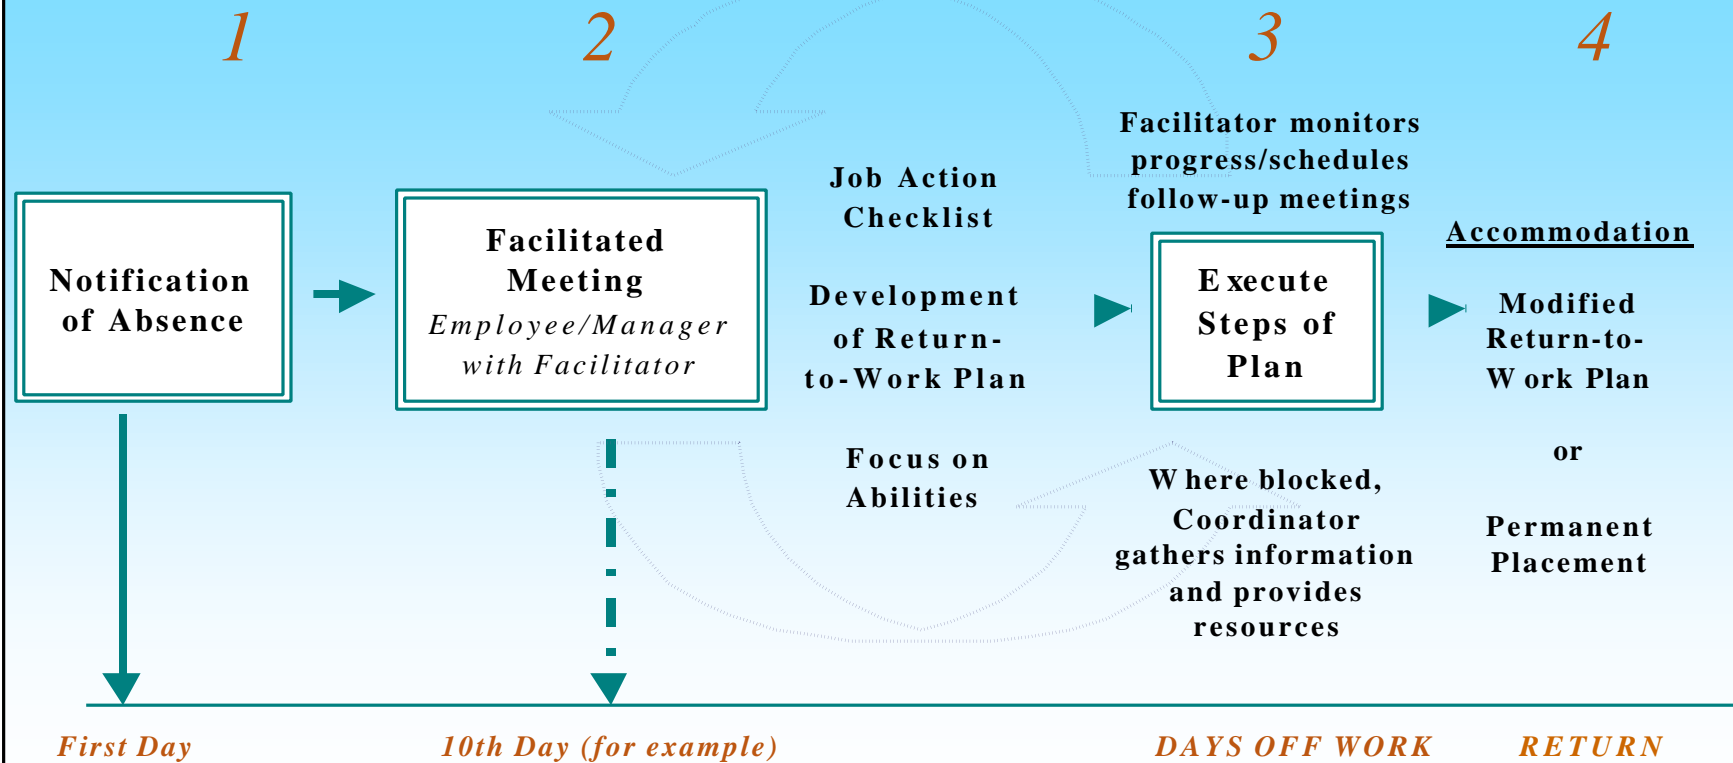 1
2
3
4
Notification
of Absence
Facilitated
Meeting
Employee/Manager
with Facilitator
Job Action
Checklist
Development
of Return-
to-Work Plan
Focus on
Abilities
Facilitator monitors
progress/schedules
follow-up meetings
Execute
Steps of
Plan
Where blocked,
Coordinator
gathers information
and provides
resources
Accommodation
Modified
Return-to-
Work Plan
or
Permanent
Placement
First Day
10th Day (for example)
DAYS OFF WORK
RETURN